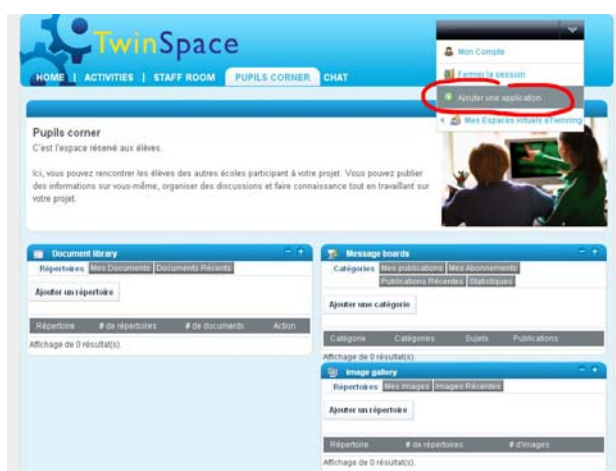 TwinSpace
HOME | ACTIVITIES | STAFF ROOM PUPILS CORNER CHAT
Mon Compte
Fermer la session
Ajouter une application
Mes Espaces virtuels eTwinning
Pupils corner
C'est l'espace réservé aux élèves.
Ici, vous pouvez rencontrer les élèves des autres écoles participant à votre projet. Vous pouvez publier
des informations sur vous-même, organiser des discussions et faire connaissance tout en travaillant sur
votre projet.
Document library
Répertoires Mes Documents Documents Récents
Ajouter un répertoire
Répertoire # de répertoires # de documents Action
Affichage de 0 résultat(s).
Message boards
Catégories Mes publications Mes Abonnements
Publications Récentes Statistiques
Ajouter une catégorie
Catégorie Catégories Sujets Publications
Affichage de 0 résultat(s).
Image gallery
Répertoires Mes Images Images Récentes
Ajouter un répertoire
Répertoire # de répertoires # d'images
Affichage de 0 résultat(s).